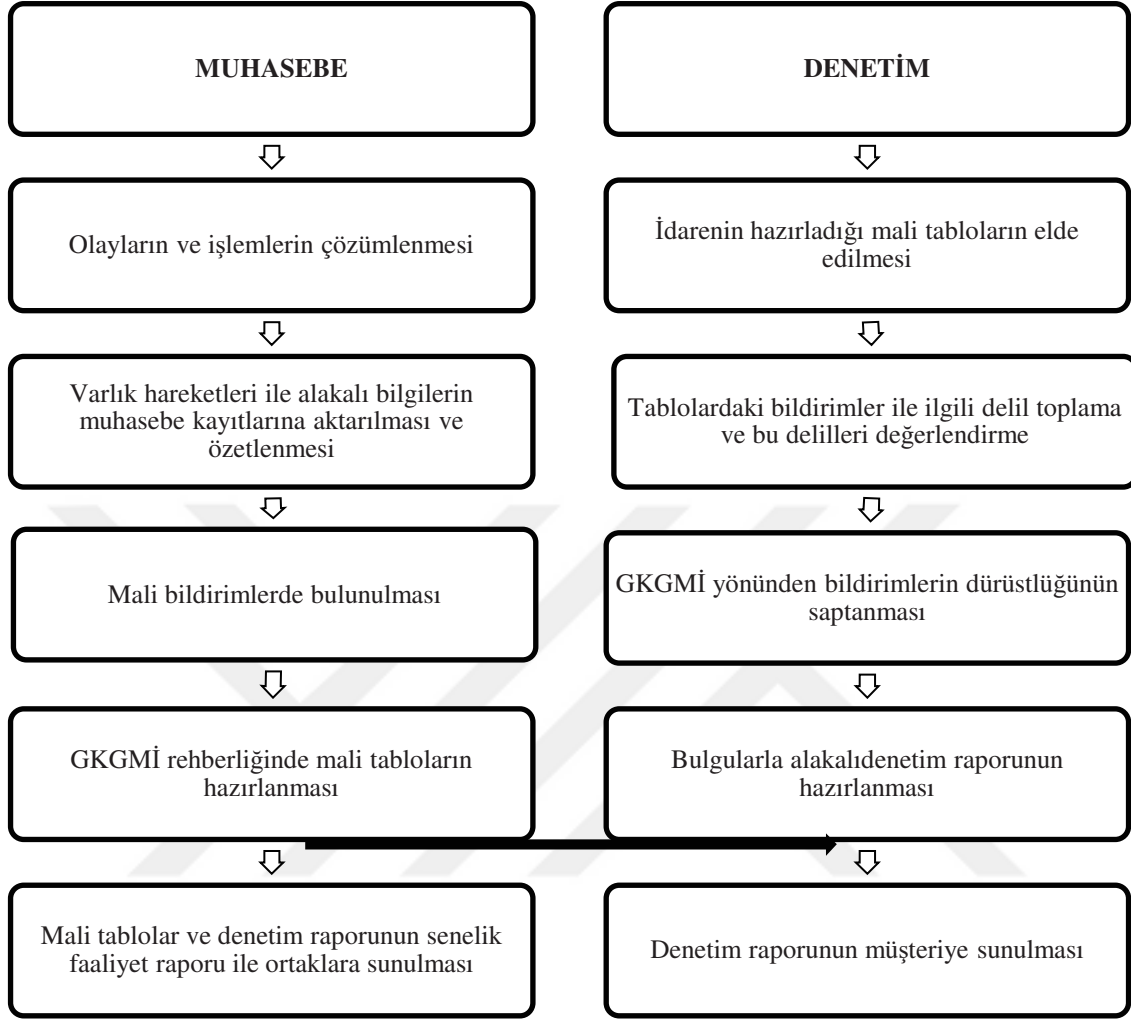 MUHASEBE
Olayların ve işlemlerin çözümlenmesi
Varlık hareketleri ile alakalı bilgilerin
muhasebe kayıtlarına aktarılması ve
özetlenmesi
Mali bildirimlerde bulunulması
GKGMİ rehberliğinde mali tabloların
hazırlanması
Mali tablolar ve denetim raporunun senelik
faaliyet raporu ile ortaklara sunulması
DENETİM
İdarenin hazırladığı mali tabloların elde
edilmesi
Tablolardaki bildirimler ile ilgili delil toplama
ve bu delilleri değerlendirme
GKGMİ yönünden bildirimlerin dürüstlüğünün
saptanması
Bulgularla alakalıdenetim raporunun
hazırlanması
Denetim raporunun müşteriye sunulması